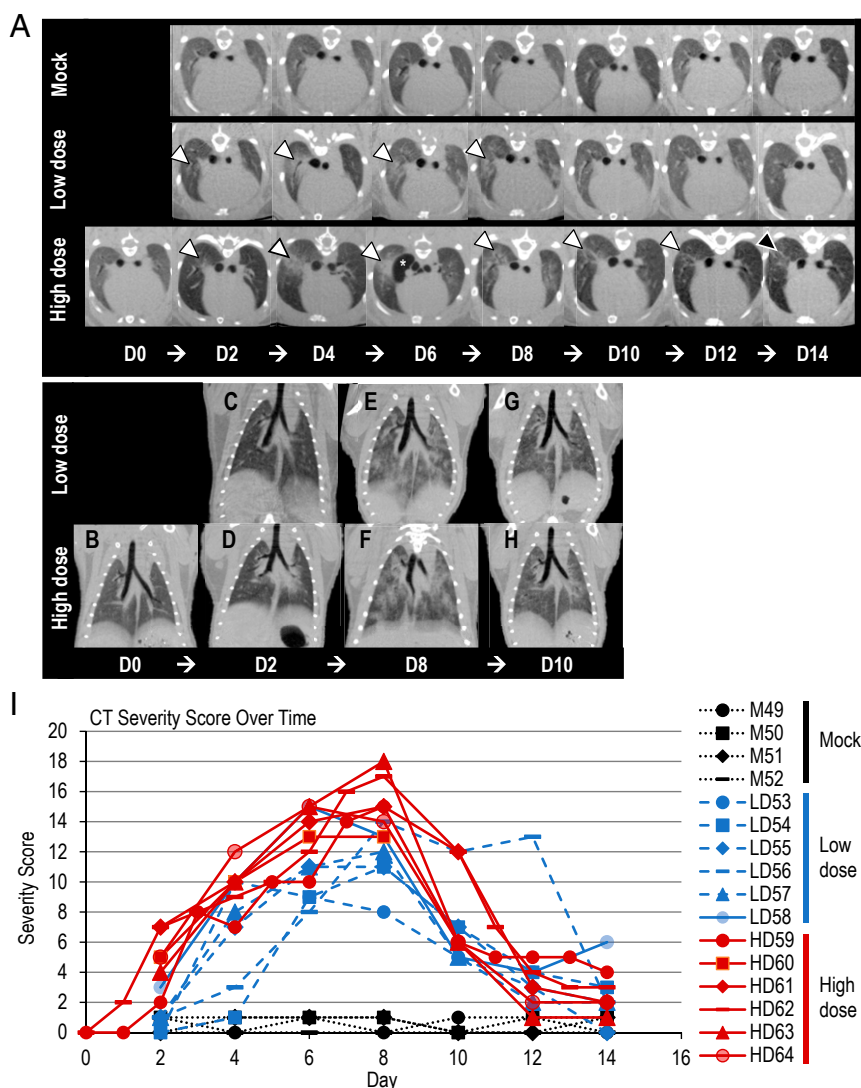 A
Mock
Low dose
High dose
*
D0 → D2 → D4 → D6 → D8 → D10 → D12 → D14
Low dose
C E G
High dose
B D F H
D0 → D2 → D8 → D10
I
CT Severity Score Over Time
Severity Score
20
18
16
14
12
10
8
6
4
2
0
0 2 4 6 8 10 12 14 16
Day
M49
M50
M51
M52
Mock
LD53
LD54
LD55
LD56
LD57
LD58
Low
dose
HD59
HD60
HD61
HD62
HD63
HD64
High
dose